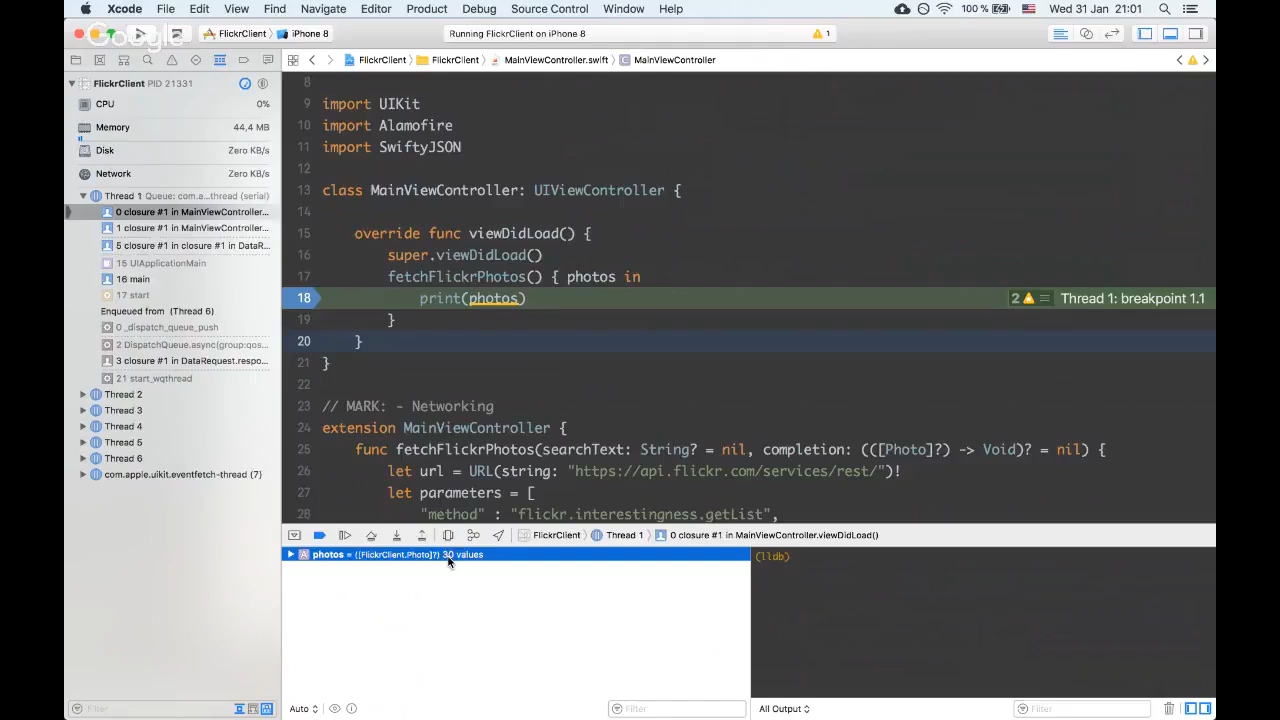 Xcode File Edit View Find Navigate Editor Product Debug Source Control Window Help 100 % Wed 31 Jan 21:01
Google
FlickrClient iPhone 8 Running FlickrClient on iPhone 8 1
FlickrClient FlickrClient MainViewController.swift C MainViewController
FlickrClient PID 21331
CPU 0%
Memory 44,4 MB
Disk Zero KB/s
Network Zero KB/s
Thread 1 Queue: com.a...thread (serial)
0 closure #1 in MainViewController...
1 closure #1 in MainViewController...
5 closure #1 in closure #1 in DataR...
15 UIApplicationMain
16 main
17 start
Enqueued from (Thread 6)
0 _dispatch_queue_push
2 DispatchQueue.async(group:qos...
3 closure #1 in DataRequest.respo...
21 start_wqthread
Thread 2
Thread 3
Thread 4
Thread 5
Thread 6
com.apple.uikit.eventfetch-thread (7)
Filter
8
9 import UIKit
10 import Alamofire
11 import SwiftyJSON
12
13 class MainViewController: UIViewController {
14
15 override func viewDidLoad() {
16 super.viewDidLoad()
17 fetchFlickrPhotos() { photos in
18 print(photos) 2 Thread 1: breakpoint 1.1
19 }
20 }
21 }
22
23 // MARK: - Networking
24 extension MainViewController {
25 func fetchFlickrPhotos(searchText: String? = nil, completion: (([Photo]?) -> Void)? = nil) {
26 let url = URL(string: "https://api.flickr.com/services/rest/")!
27 let parameters = [
28 "method" : "flickr.interestingness.getList",
FlickrClient Thread 1 0 closure #1 in MainViewController.viewDidLoad()
A photos = ([FlickrClient.Photo]?) 30 values
(lldb)
Auto Filter All Output Filter